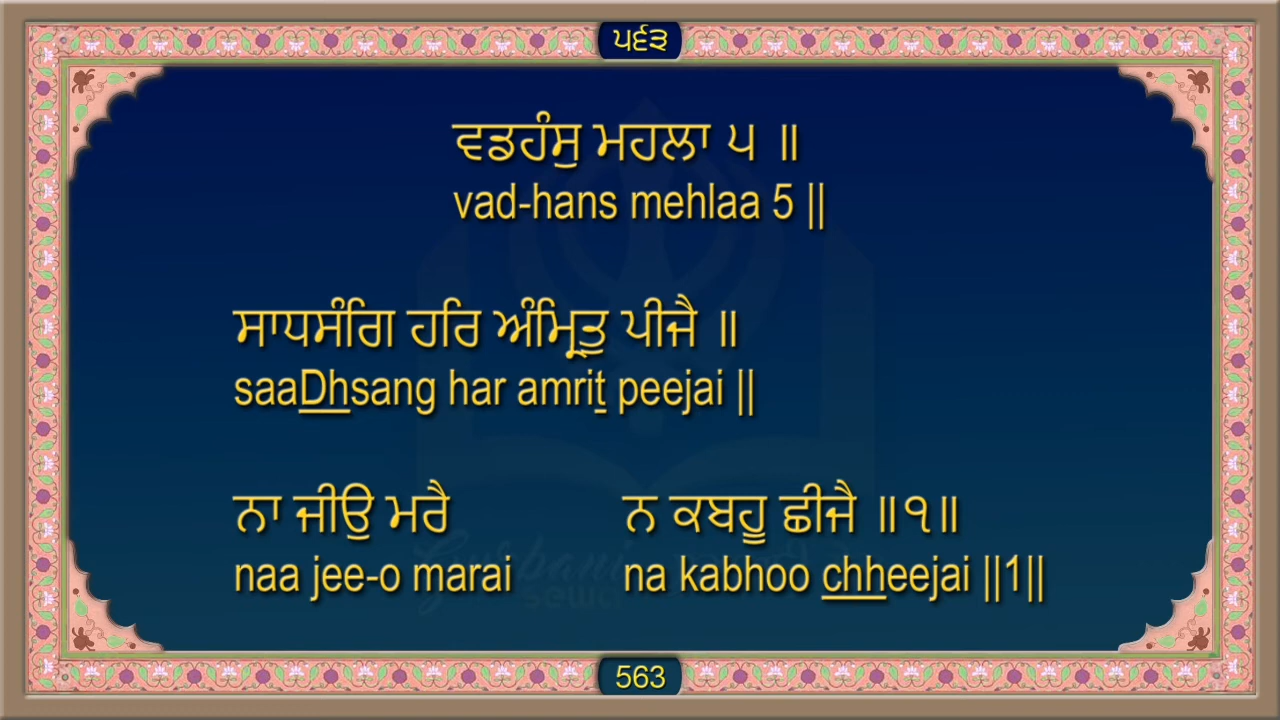 ੫੬੩
ਵਡਹੰਸੁ ਮਹਲਾ ੫ ॥
vad-hans mehlaa 5 ||
ਸਾਧਸੰਗਿ ਹਰਿ ਅੰਮ੍ਰਿਤੁ ਪੀਜੈ ॥
saaDhsang har amrit peejai ||
ਨਾ ਜੀਉ ਮਰੈ ਨ ਕਬਹੂ ਛੀਜੈ ॥੧॥
naa jee-o marai na kabhoo chheejai ||1||
563